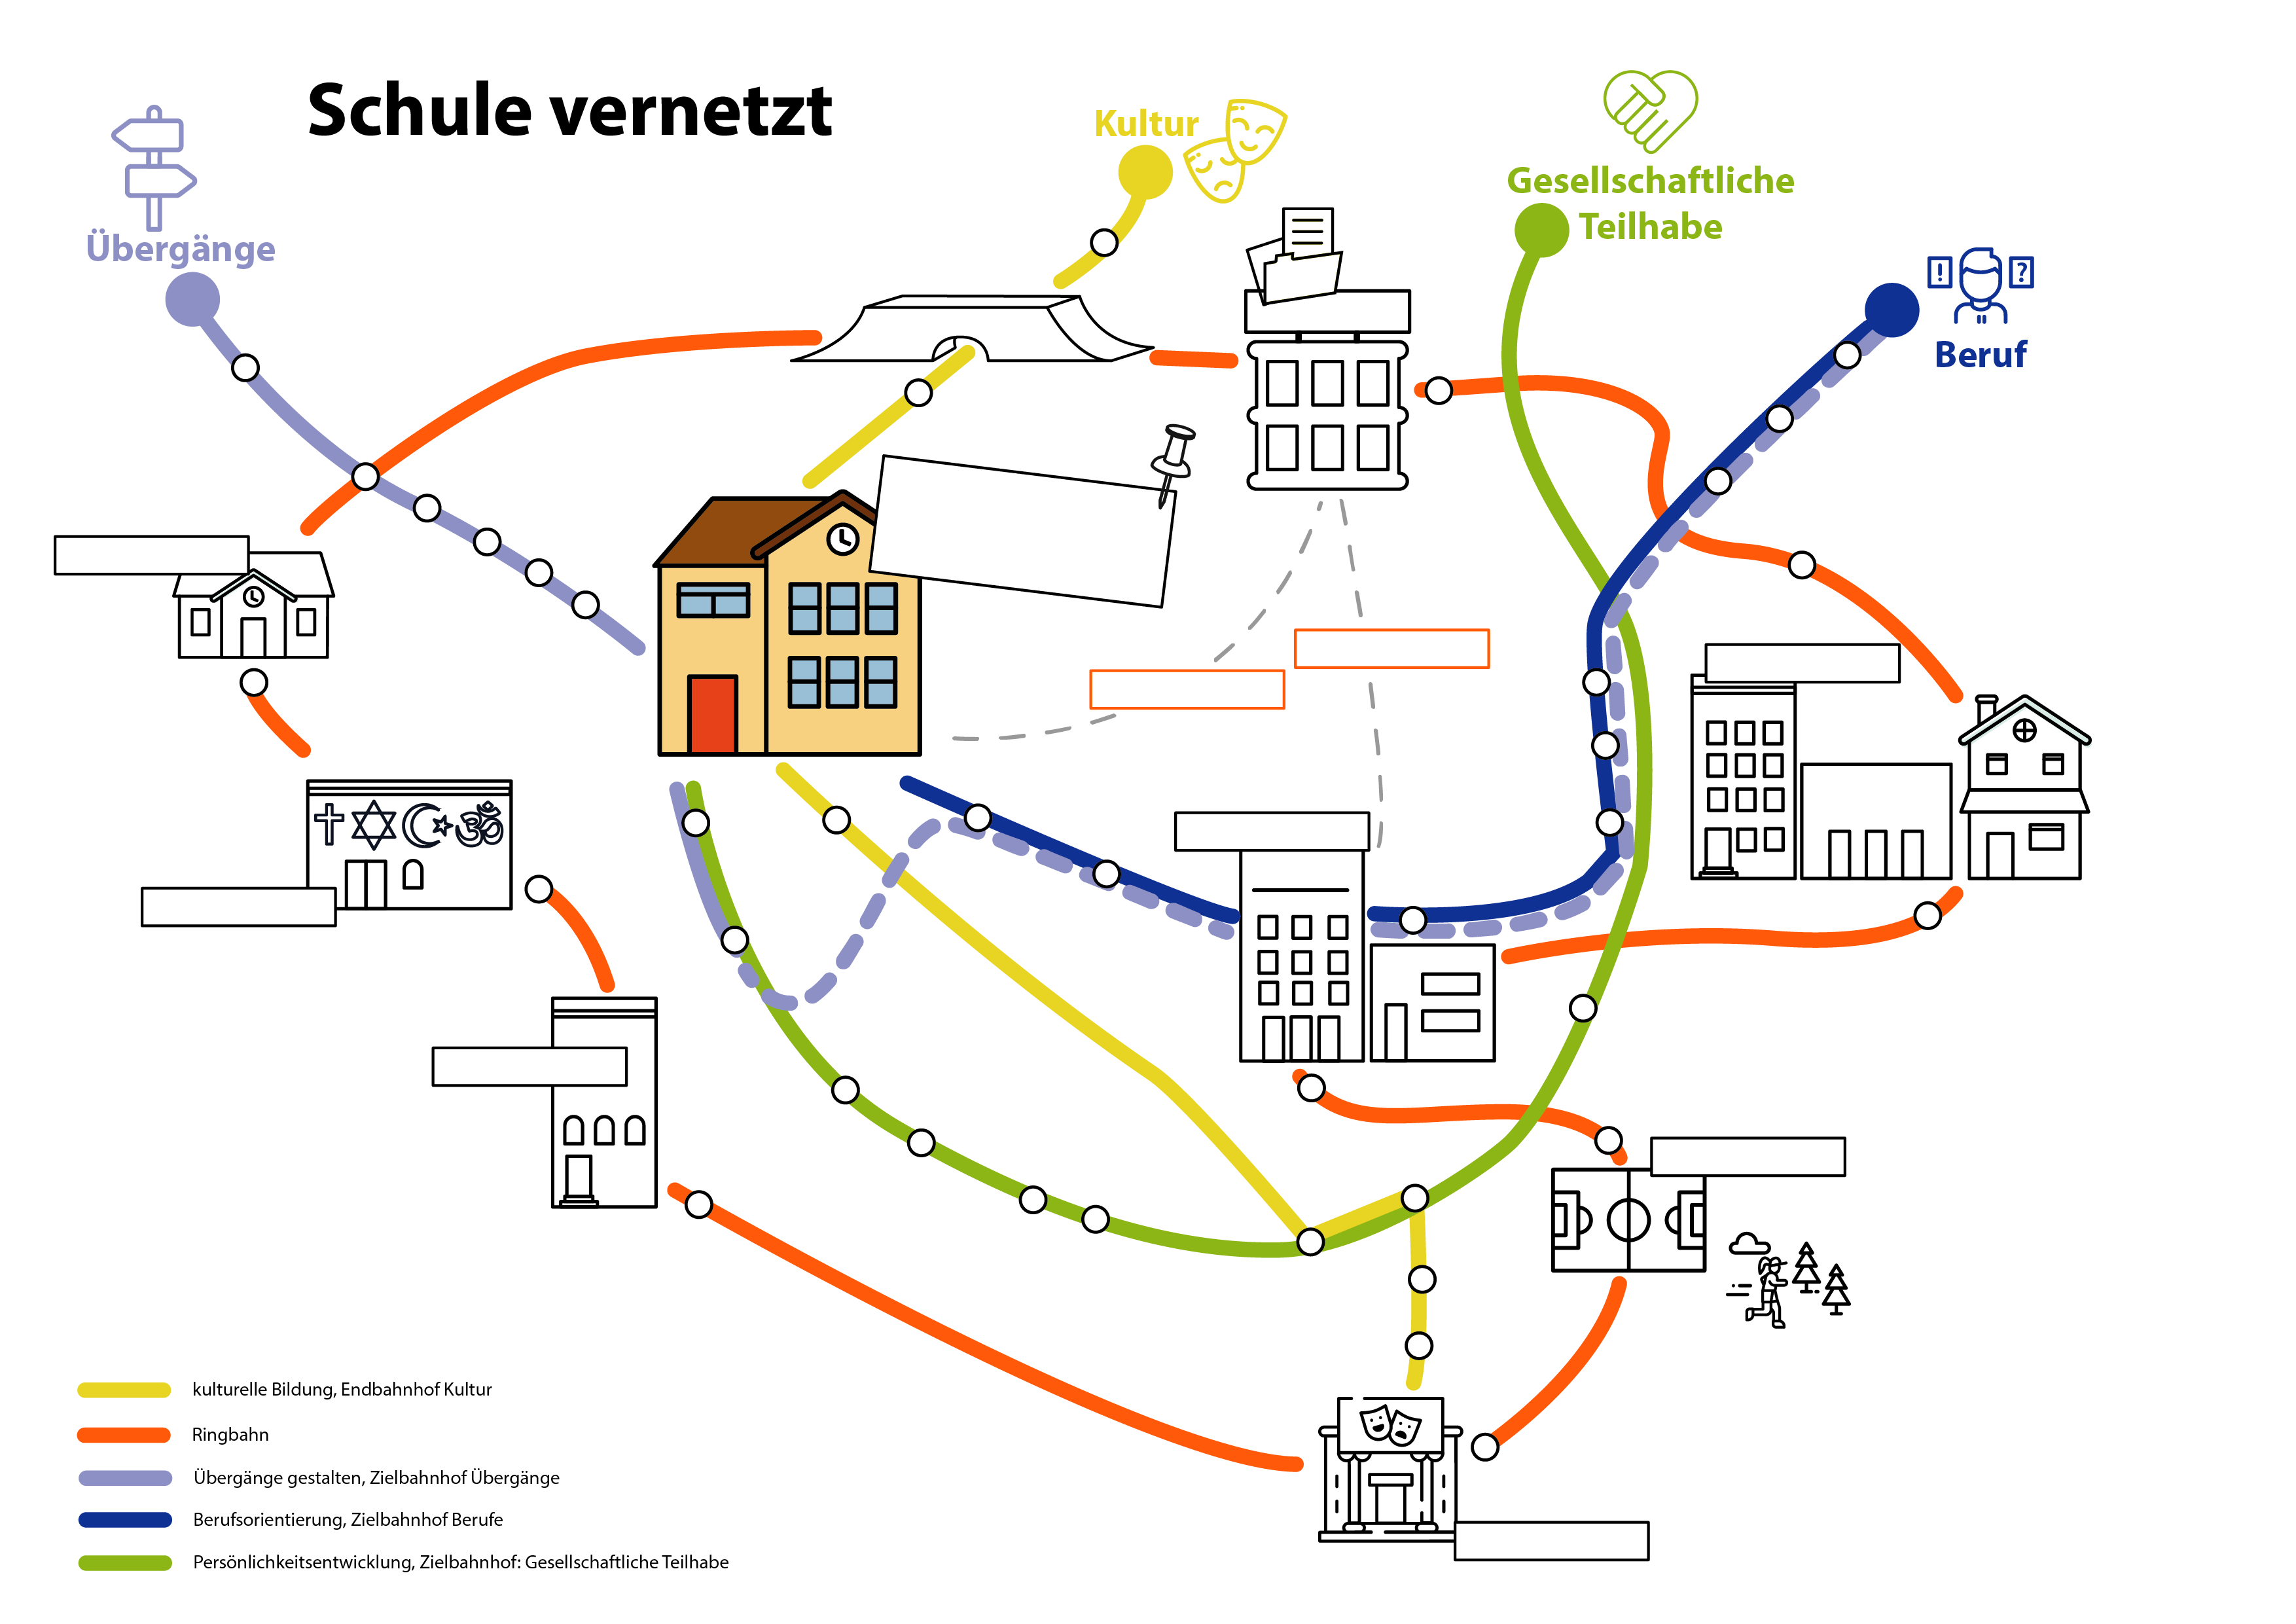 Schule vernetzt
Kultur
Gesellschaftliche
Teilhabe
Übergänge
! ?
Beruf
kulturelle Bildung, Endbahnhof Kultur
Ringbahn
Übergänge gestalten, Zielbahnhof Übergänge
Berufsorientierung, Zielbahnhof Berufe
Persönlichkeitsentwicklung, Zielbahnhof: Gesellschaftliche Teilhabe